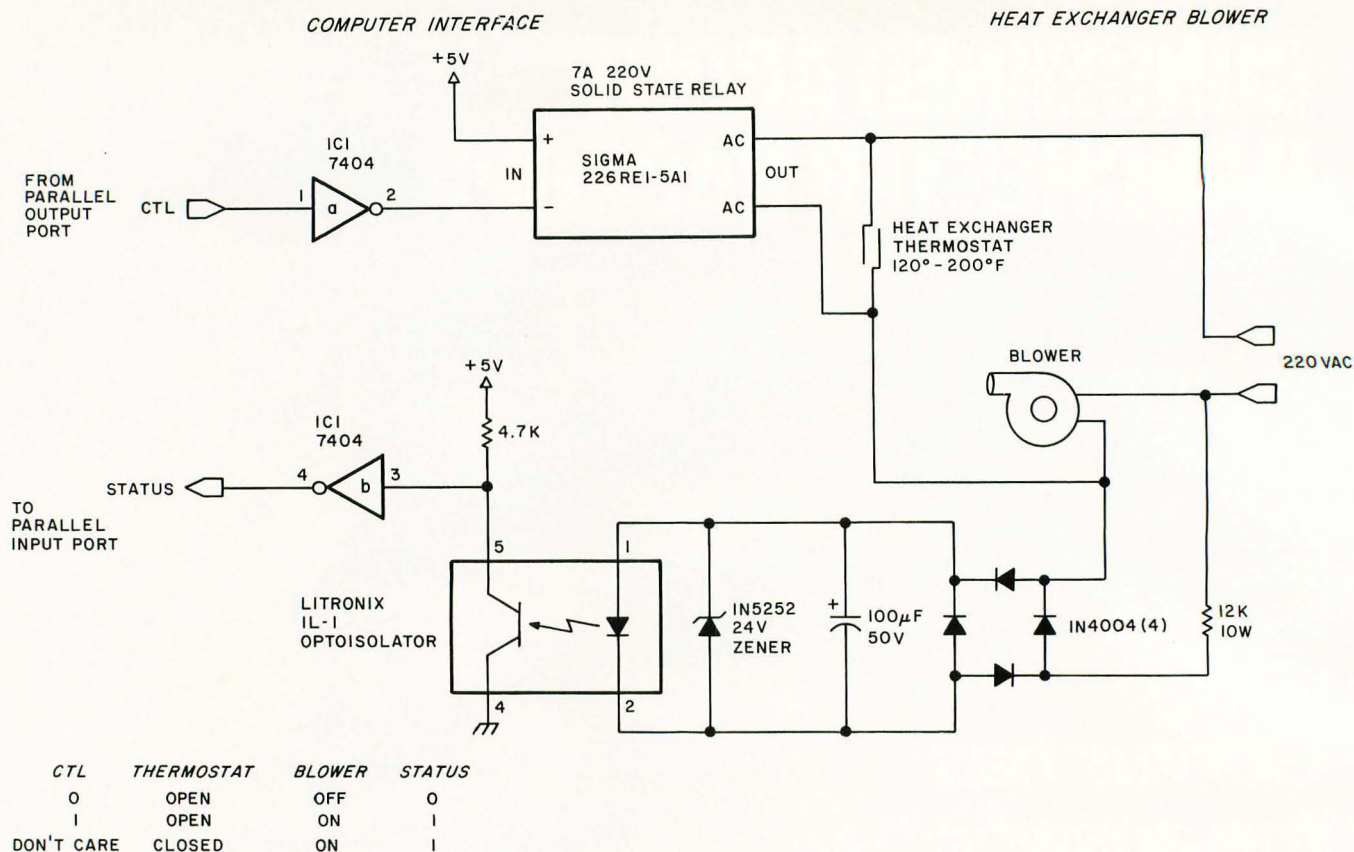 COMPUTER INTERFACE
HEAT EXCHANGER BLOWER
+5V
7A 220V
SOLID STATE RELAY
IC1
7404
FROM
PARALLEL
OUTPUT
PORT
CTL
1
a
2
IN
+
−
SIGMA
226RE1-5A1
AC
AC
OUT
HEAT EXCHANGER
THERMOSTAT
120°-200°F
220VAC
BLOWER
+5V
4.7K
IC1
7404
STATUS
4
b
3
TO
PARALLEL
INPUT PORT
5
1
LITRONIX
IL-1
OPTOISOLATOR
4
2
IN5252
24V
ZENER
+
100µF
50V
IN4004(4)
12K
10W
CTL THERMOSTAT BLOWER STATUS
0 OPEN OFF 0
1 OPEN ON 1
DON'T CARE CLOSED ON 1